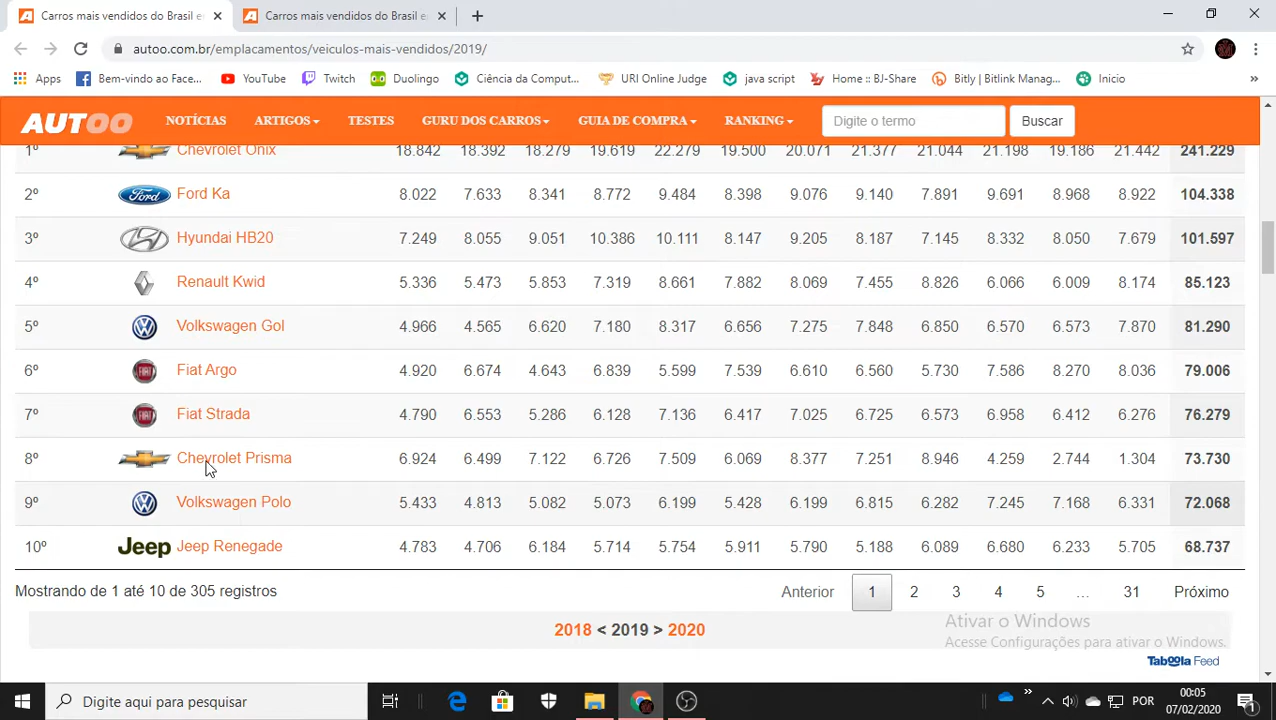 Carros mais vendidos do Brasil e
Carros mais vendidos do Brasil e
autoo.com.br/emplacamentos/veiculos-mais-vendidos/2019/
Apps Bem-vindo ao Face... YouTube Twitch Duolingo Ciência da Comput... URI Online Judge java script Home :: BJ-Share Bitly | Bitlink Manag... Inicio
AUTOO NOTÍCIAS ARTIGOS TESTES GURU DOS CARROS GUIA DE COMPRA RANKING Digite o termo Buscar
1º Chevrolet Onix 18.842 18.392 18.279 19.619 22.279 19.500 20.071 21.377 21.044 21.198 19.186 21.442 241.229
2º Ford Ford Ka 8.022 7.633 8.341 8.772 9.484 8.398 9.076 9.140 7.891 9.691 8.968 8.922 104.338
3º Hyundai HB20 7.249 8.055 9.051 10.386 10.111 8.147 9.205 8.187 7.145 8.332 8.050 7.679 101.597
4º Renault Kwid 5.336 5.473 5.853 7.319 8.661 7.882 8.069 7.455 8.826 6.066 6.009 8.174 85.123
5º Volkswagen Gol 4.966 4.565 6.620 7.180 8.317 6.656 7.275 7.848 6.850 6.570 6.573 7.870 81.290
6º FIAT Fiat Argo 4.920 6.674 4.643 6.839 5.599 7.539 6.610 6.560 5.730 7.586 8.270 8.036 79.006
7º FIAT Fiat Strada 4.790 6.553 5.286 6.128 7.136 6.417 7.025 6.725 6.573 6.958 6.412 6.276 76.279
8º Chevrolet Prisma 6.924 6.499 7.122 6.726 7.509 6.069 8.377 7.251 8.946 4.259 2.744 1.304 73.730
9º Volkswagen Polo 5.433 4.813 5.082 5.073 6.199 5.428 6.199 6.815 6.282 7.245 7.168 6.331 72.068
10º Jeep Jeep Renegade 4.783 4.706 6.184 5.714 5.754 5.911 5.790 5.188 6.089 6.680 6.233 5.705 68.737
Mostrando de 1 até 10 de 305 registros Anterior 1 2 3 4 5 ... 31 Próximo
2018 < 2019 > 2020
Ativar o Windows
Acesse Configurações para ativar o Windows.
Taboola Feed
Digite aqui para pesquisar POR 00:05
07/02/2020 1